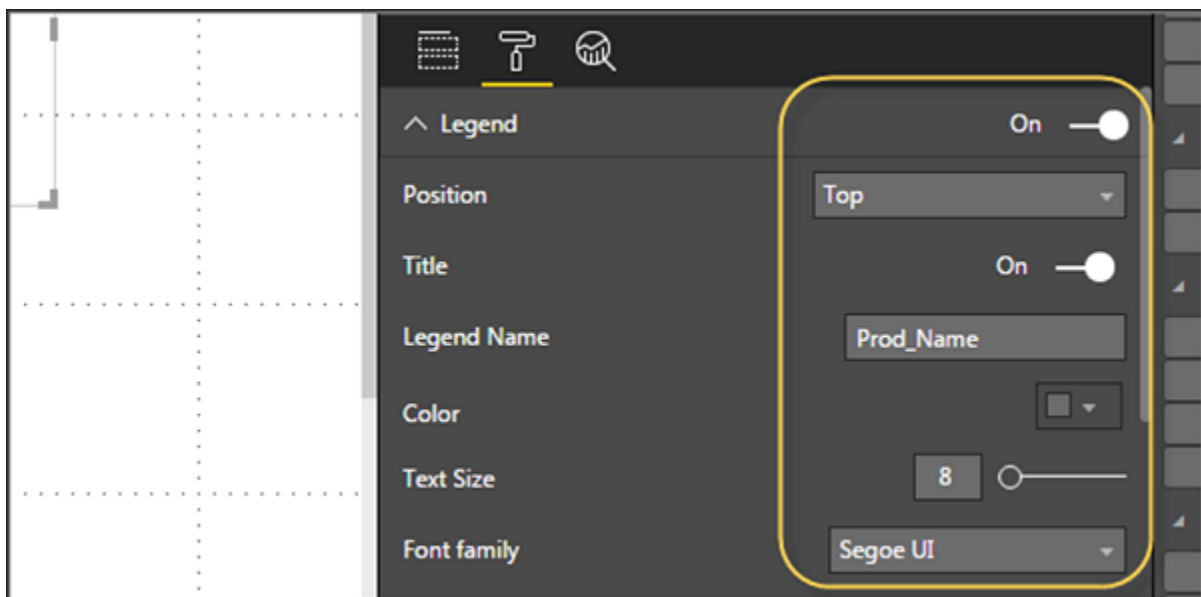 Legend On
Position Top
Title On
Legend Name Prod_Name
Color
Text Size 8
Font family Segoe UI